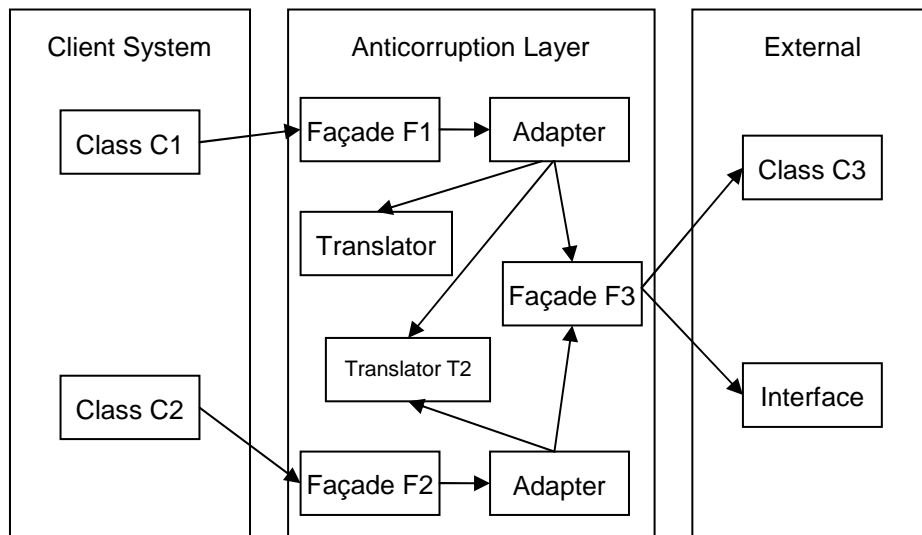 Client System
Anticorruption Layer
External
Class C1
Façade F1
Adapter
Class C3
Translator
Façade F3
Translator T2
Class C2
Interface
Façade F2
Adapter